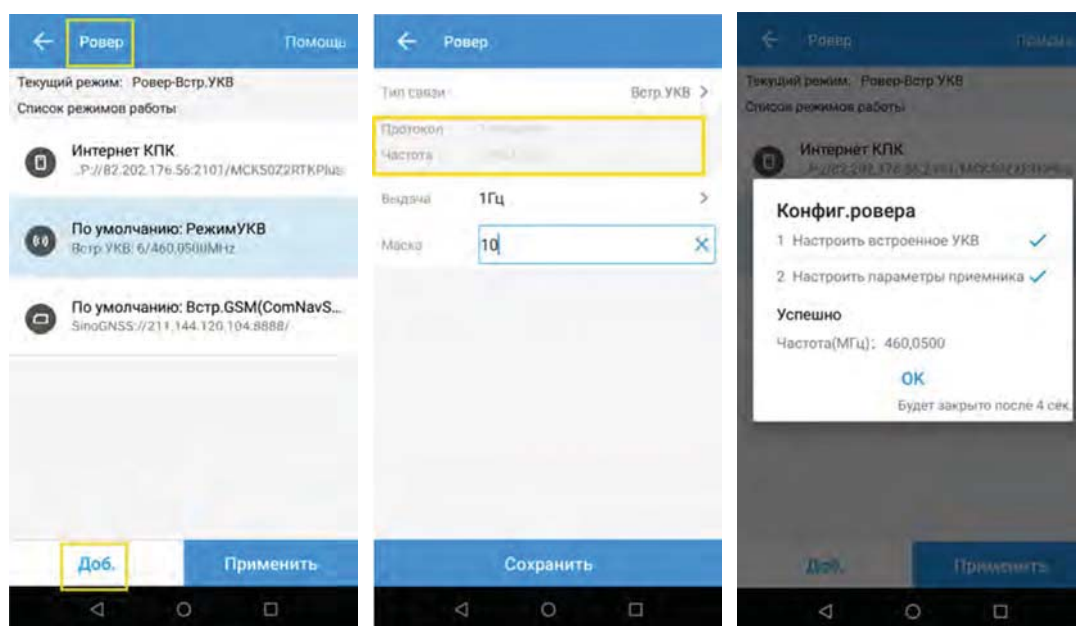 Ровер
Помощь
Текущий режим: Ровер-Встр.УКВ
Список режимов работы
Интернет КПК
.:P://82.202.176.56:2101/MCK50Z2RTKPlus
По умолчанию: РежимУКВ
Встр.УКВ: 6/460,0500MHz
По умолчанию: Встр.GSM(ComNavS...
SinoGNSS://211.144.120.104:8888/
Доб.
Применить
Ровер
Тип связи
Встр.УКВ
Протокол
Частота
Выдача
1Гц
Маска
10
Сохранить
Ровер
Текущий режим: Ровер-Встр.УКВ
Список режимов работы
Интернет КПК
Конфиг.ровера
1 Настроить встроенное УКВ
2 Настроить параметры приемника
Успешно
Частота(МГц): 460,0500
OK
Будет закрыто после 4 сек.
Доб.
Применить